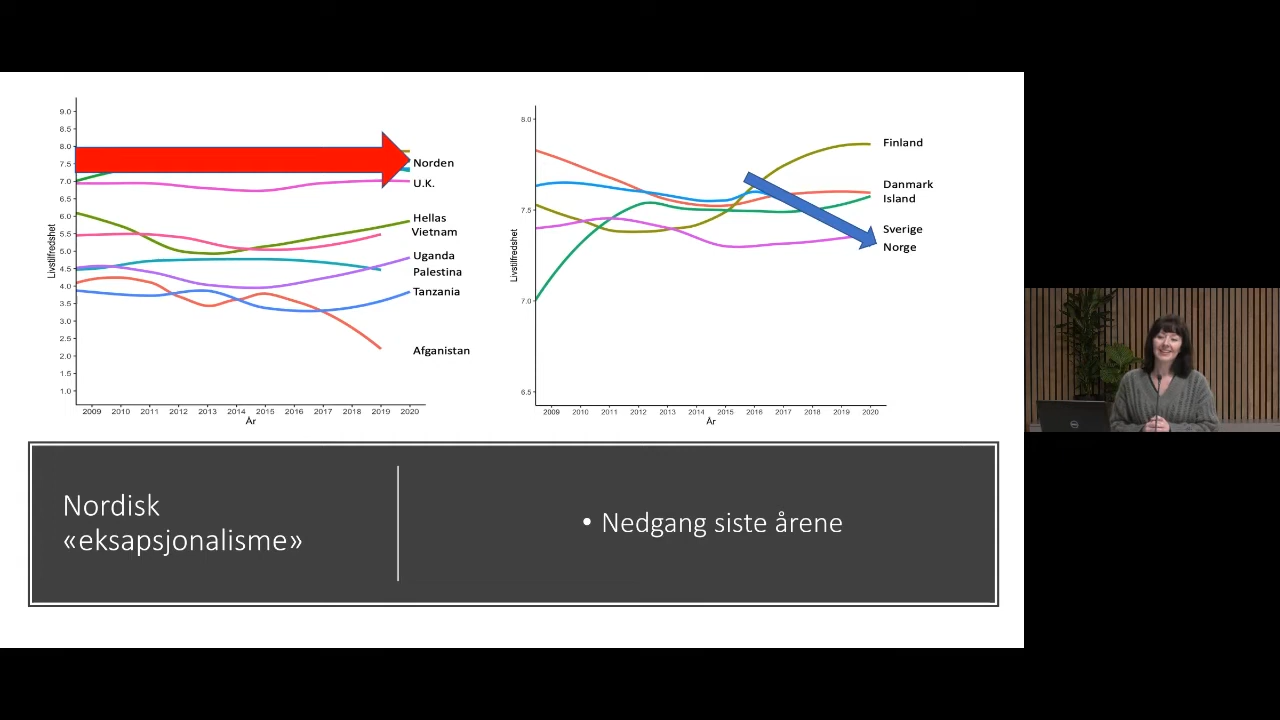 9.0
8.5
8.0
7.5
7.0
6.5
6.0
5.5
5.0
4.5
4.0
3.5
3.0
2.5
2.0
1.5
1.0
Livstilfredshet
2009 2010 2011 2012 2013 2014 2015 2016 2017 2018 2019 2020
År
Norden
U.K.
Hellas
Vietnam
Uganda
Palestina
Tanzania
Afganistan
8.0
7.5
7.0
6.5
Livstilfredshet
2009 2010 2011 2012 2013 2014 2015 2016 2017 2018 2019 2020
År
Finland
Danmark
Island
Sverige
Norge
Nordisk
«eksapsjonalisme»
• Nedgang siste årene
DELL